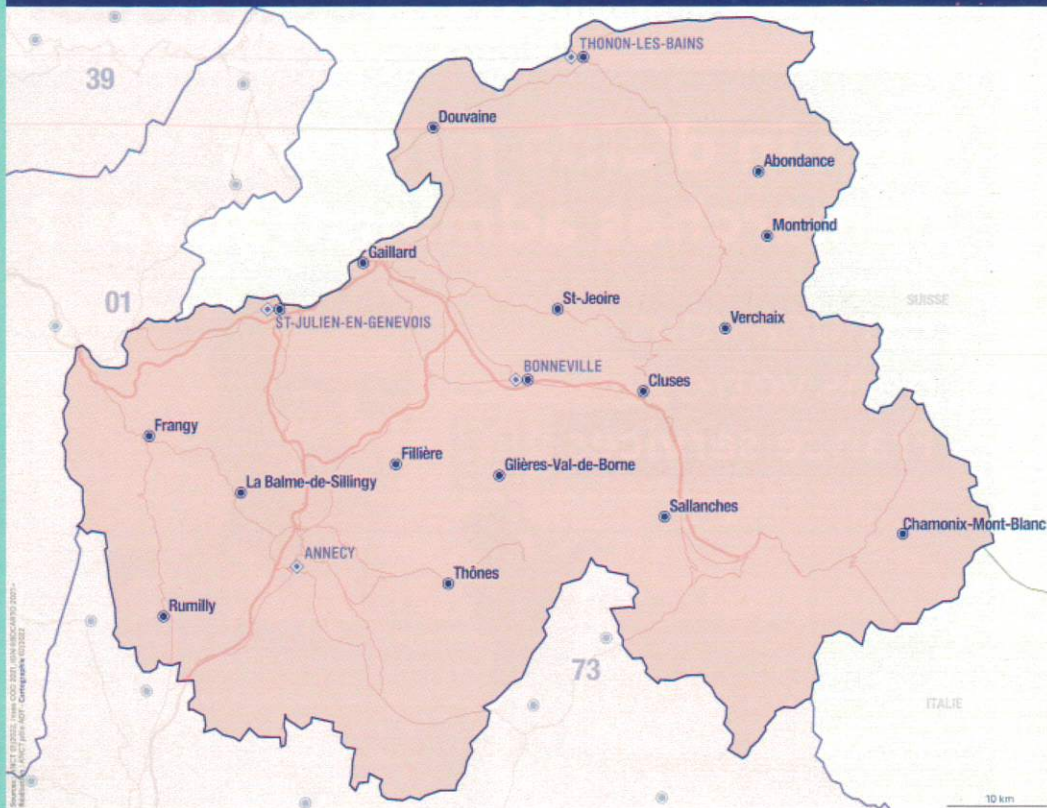 THONON-LES-BAINS
39
Douvaine
Abondance
Montriond
Gaillard
01
St-Jeoire
SUISSE
ST-JULIEN-EN-GENEVOIS
Verchaix
BONNEVILLE
Cluses
Frangy
Fillière
Glières-Val-de-Borne
La Balme-de-Sillingy
Sallanches
Chamonix-Mont-Blanc
ANNECY
Thônes
Rumilly
73
ITALIE
10 km